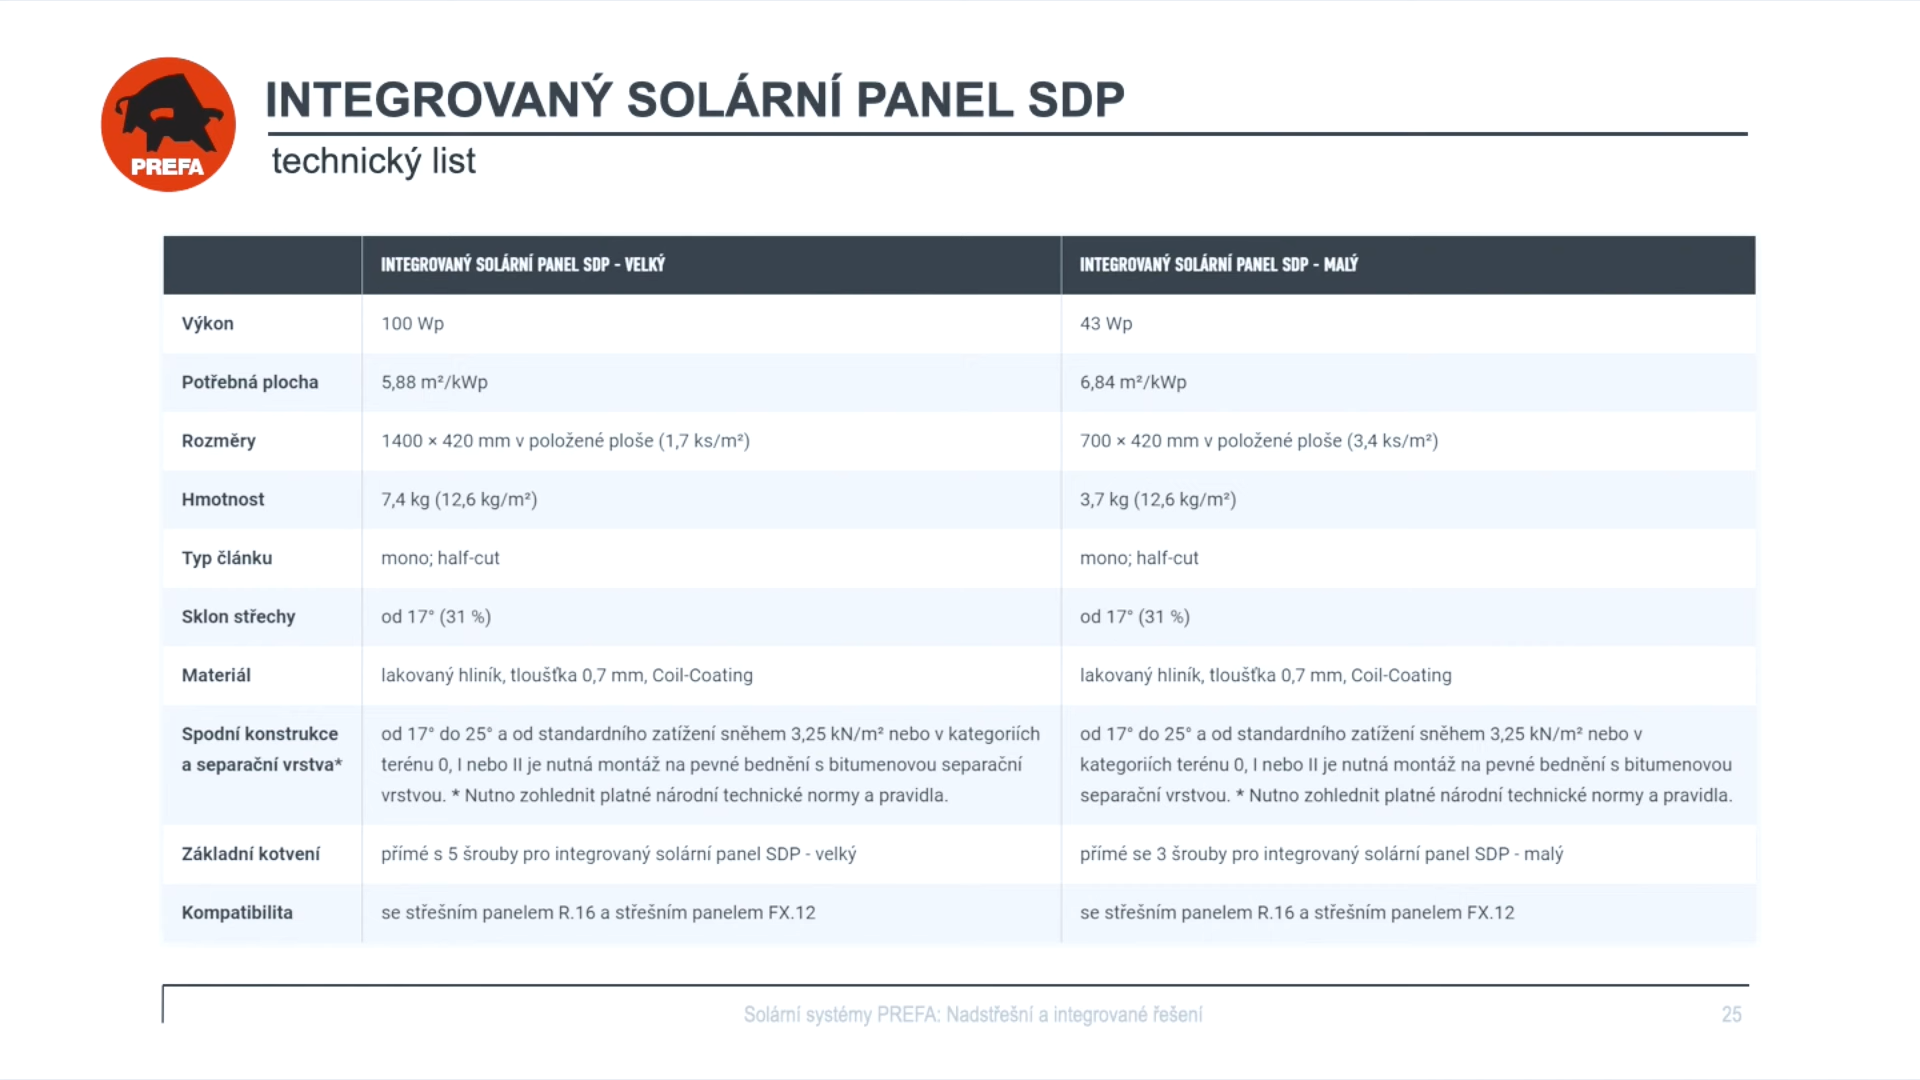 PREFA
INTEGROVANÝ SOLÁRNÍ PANEL SDP
technický list
INTEGROVANÝ SOLÁRNÍ PANEL SDP - VELKÝ
INTEGROVANÝ SOLÁRNÍ PANEL SDP - MALÝ
Výkon
100 Wp
43 Wp
Potřebná plocha
5,88 m²/kWp
6,84 m²/kWp
Rozměry
1400 × 420 mm v položené ploše (1,7 ks/m²)
700 × 420 mm v položené ploše (3,4 ks/m²)
Hmotnost
7,4 kg (12,6 kg/m²)
3,7 kg (12,6 kg/m²)
Typ článku
mono; half-cut
mono; half-cut
Sklon střechy
od 17° (31 %)
od 17° (31 %)
Materiál
lakovaný hliník, tloušťka 0,7 mm, Coil-Coating
lakovaný hliník, tloušťka 0,7 mm, Coil-Coating
Spodní konstrukce
a separační vrstva*
od 17° do 25° a od standardního zatížení sněhem 3,25 kN/m² nebo v kategoriích
terénu 0, I nebo II je nutná montáž na pevné bednění s bitumenovou separační
vrstvou. * Nutno zohlednit platné národní technické normy a pravidla.
od 17° do 25° a od standardního zatížení sněhem 3,25 kN/m² nebo v
kategoriích terénu 0, I nebo II je nutná montáž na pevné bednění s bitumenovou
separační vrstvou. * Nutno zohlednit platné národní technické normy a pravidla.
Základní kotvení
přímé s 5 šrouby pro integrovaný solární panel SDP - velký
přímé se 3 šrouby pro integrovaný solární panel SDP - malý
Kompatibilita
se střešním panelem R.16 a střešním panelem FX.12
se střešním panelem R.16 a střešním panelem FX.12
Solární systémy PREFA: Nadstřešní a integrované řešení
25